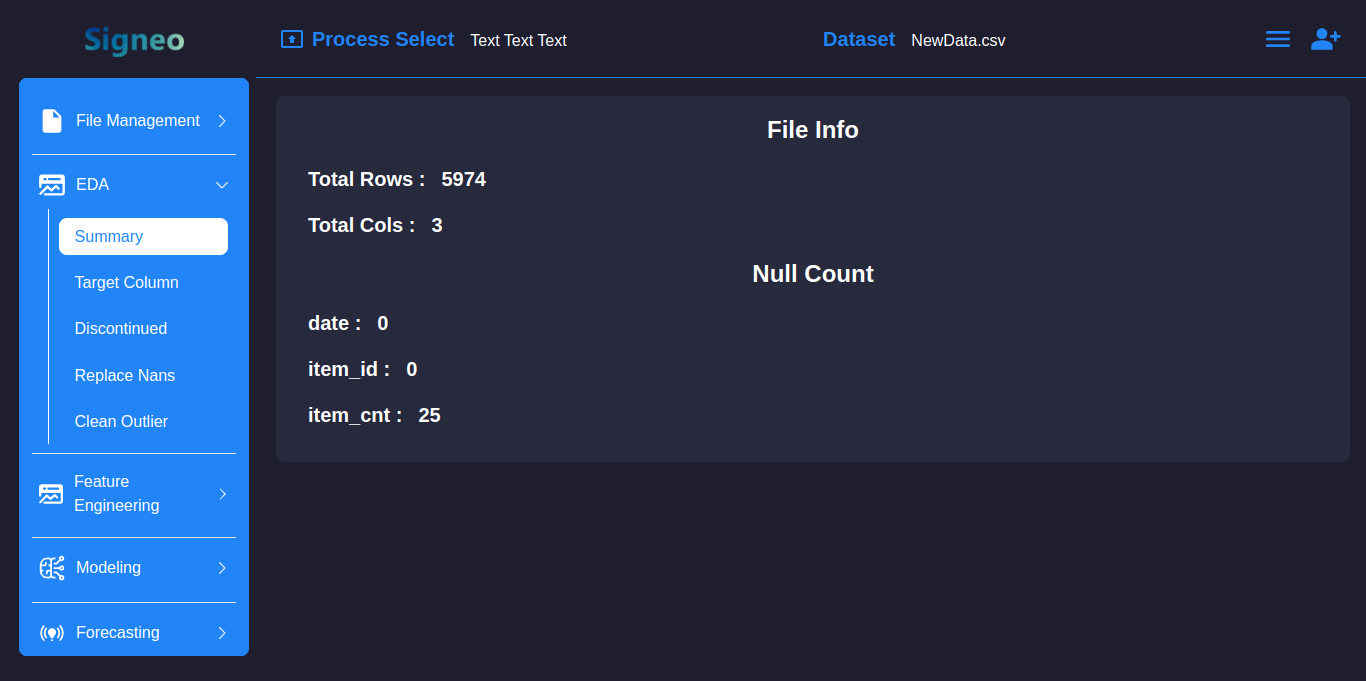 Signeo
Process Select Text Text Text
Dataset NewData.csv
File Management
EDA
Summary
Target Column
Discontinued
Replace Nans
Clean Outlier
Feature
Engineering
Modeling
Forecasting
File Info
Total Rows : 5974
Total Cols : 3
Null Count
date : 0
item_id : 0
item_cnt : 25